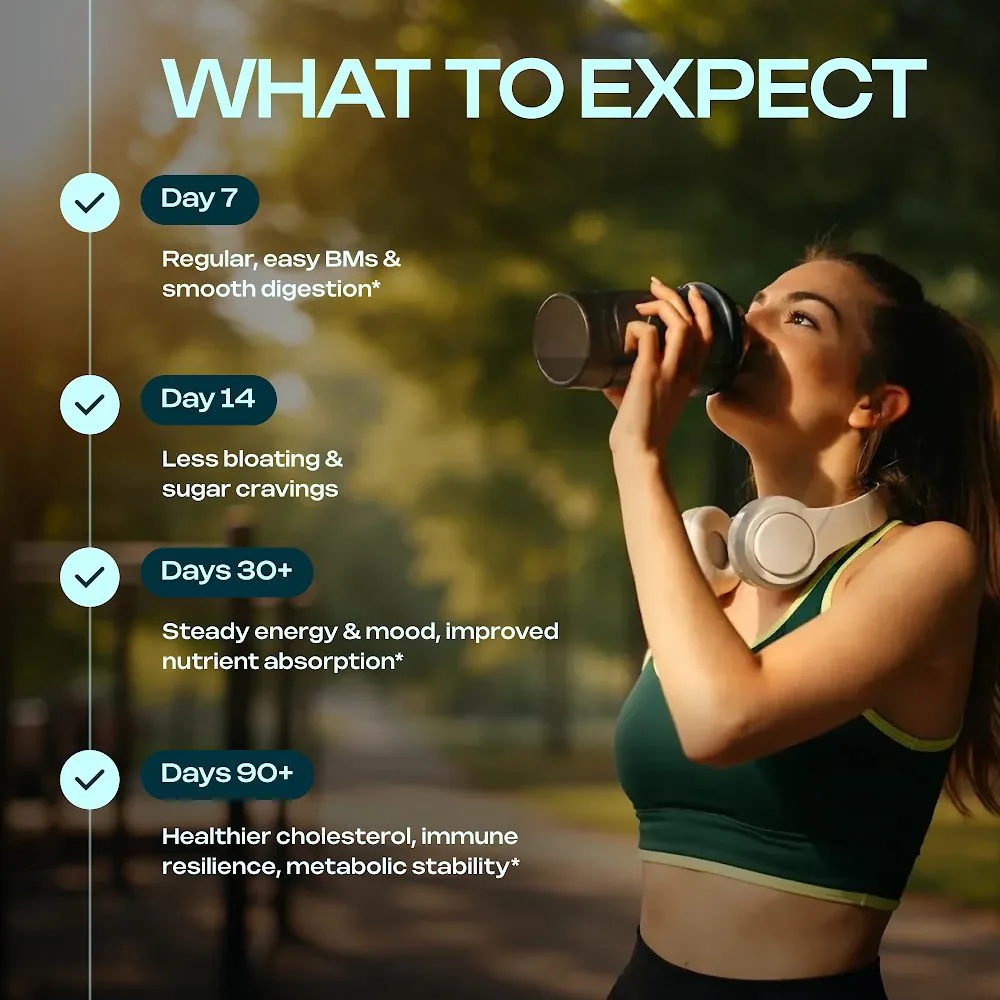 WHAT TO EXPECT
Day 7
Regular, easy BMs &
smooth digestion*
Day 14
Less bloating &
sugar cravings
Days 30+
Steady energy & mood, improved
nutrient absorption*
Days 90+
Healthier cholesterol, immune
resilience, metabolic stability*